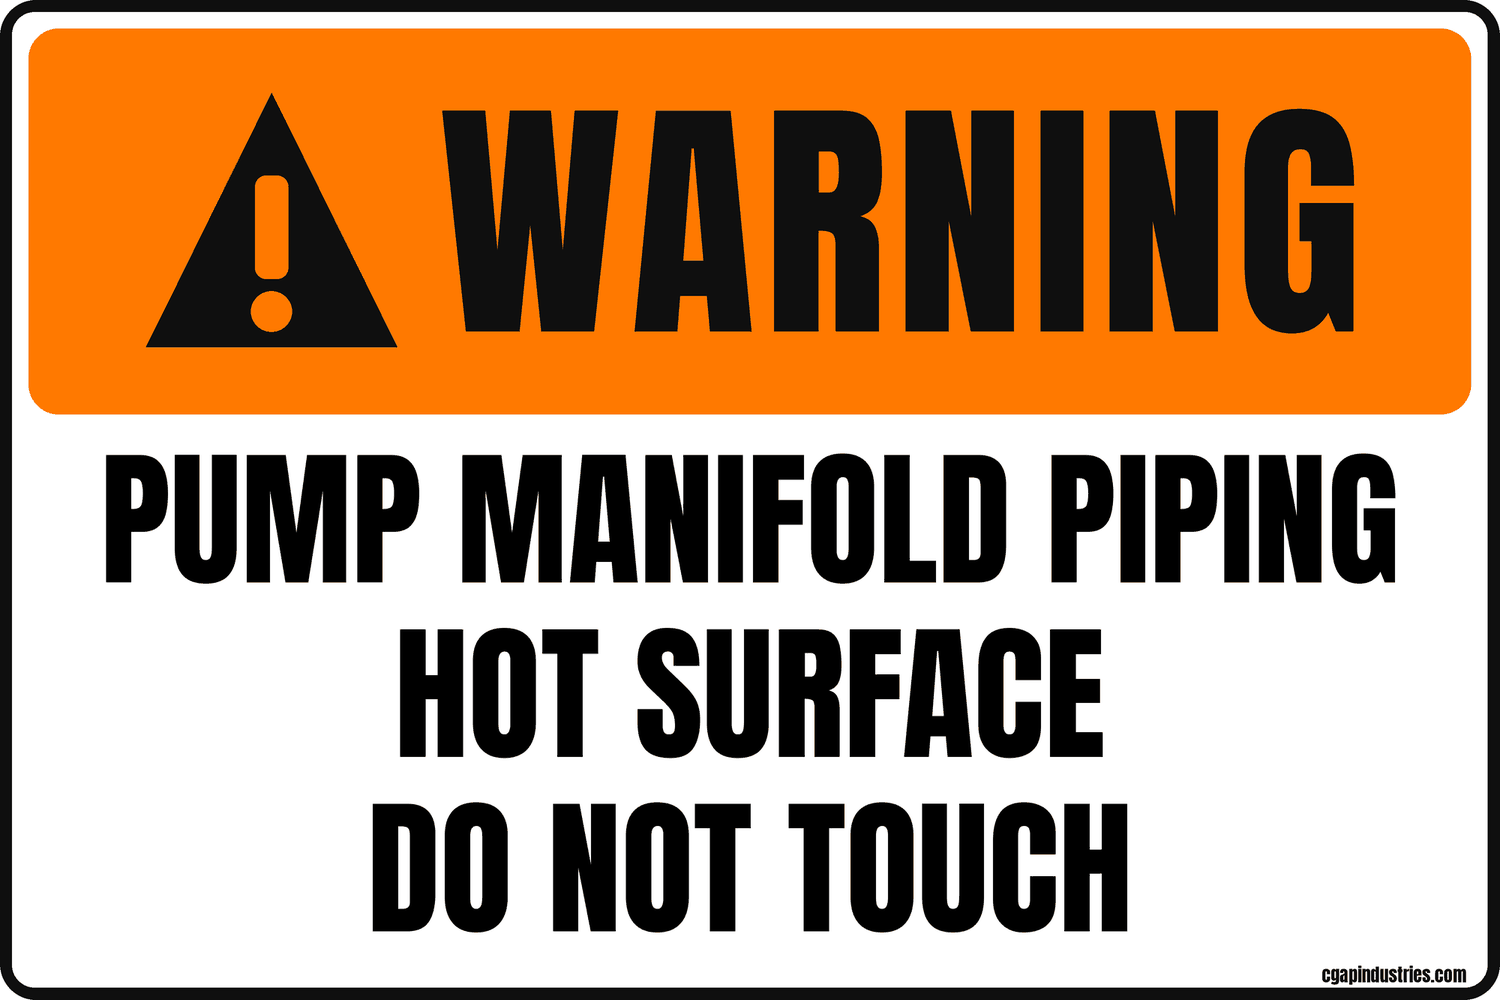 WARNING
PUMP MANIFOLD PIPING
HOT SURFACE
DO NOT TOUCH
cgapindustries.com